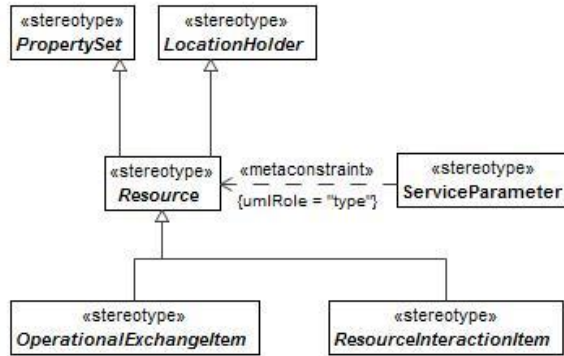 «stereotype»
PropertySet
«stereotype»
LocationHolder
«stereotype»
Resource
«metaconstraint»
{umlRole = "type"}
«stereotype»
ServiceParameter
«stereotype»
OperationalExchangeItem
«stereotype»
ResourceInteractionItem